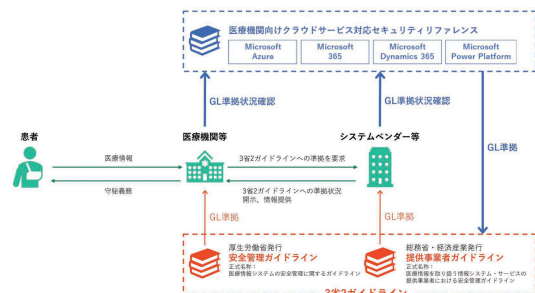 医療機関向けクラウドサービス対応セキュリティリファレンス
Microsoft
Azure
Microsoft
365
Microsoft
Dynamics 365
Microsoft
Power Platform
GL準拠状況確認
GL準拠状況確認
GL準拠
患者
医療機関等
システムベンダー等
医療情報
守秘義務
3省2ガイドラインへの準拠を要求
3省2ガイドラインへの準拠状況
開示、情報提供
GL準拠
GL準拠
厚生労働省発行
安全管理ガイドライン
正式名称：
医療情報システムの安全管理に関するガイドライン
総務省・経済産業発行
提供事業者ガイドライン
正式名称：
医療情報を取り扱う情報システム・サービスの
提供事業者における安全管理ガイドライン
3省2ガイドライン